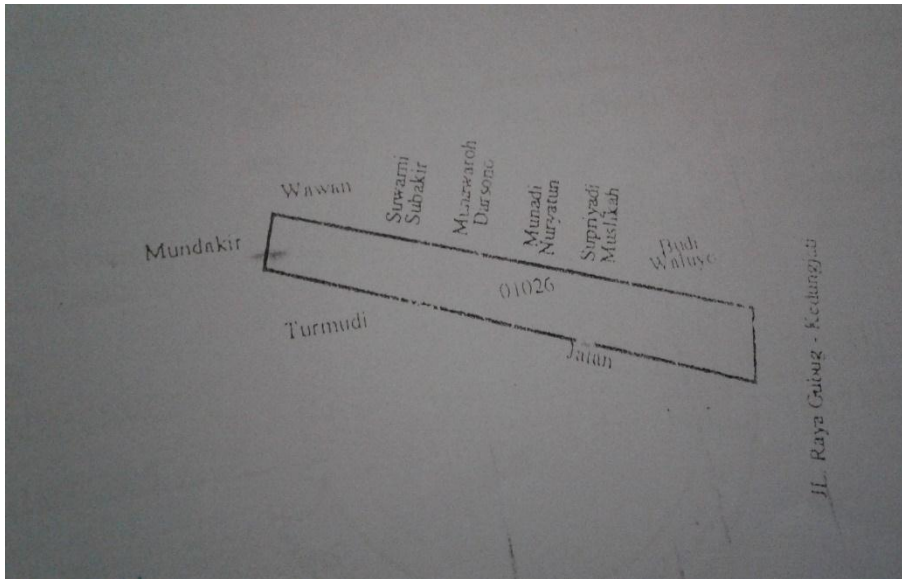 Wawan
Suwarni
Subakir
Munawaroh
Darsono
Munadi
Nuryatun
Supriyadi
Muslikah
Budi
Waluyo
Mundakir
01026
Turmudi
Jalan
JL. Raya Gubug - Kedungjati